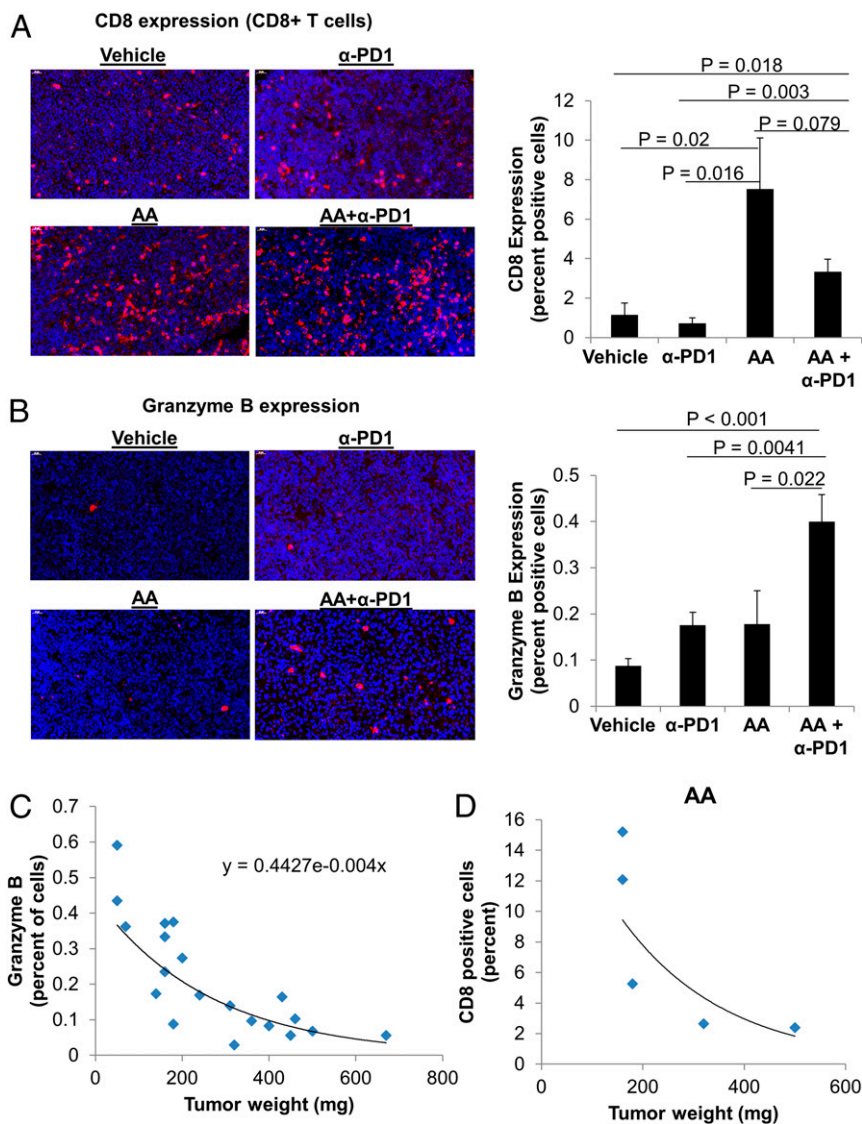 A
CD8 expression (CD8+ T cells)
Vehicle
α-PD1
AA
AA+α-PD1
P = 0.018
P = 0.003
P = 0.079
P = 0.02
P = 0.016
CD8 Expression
(percent positive cells)
12
10
8
6
4
2
0
Vehicle α-PD1 AA AA +
α-PD1
B
Granzyme B expression
Vehicle
α-PD1
AA
AA+α-PD1
P < 0.001
P = 0.0041
P = 0.022
Granzyme B Expression
(percent positive cells)
0.5
0.4
0.3
0.2
0.1
0
Vehicle α-PD1 AA AA +
α-PD1
C
Granzyme B
(percent of cells)
0.7
0.6
0.5
0.4
0.3
0.2
0.1
0
y = 0.4427e-0.004x
0 200 400 600 800
Tumor weight (mg)
D
AA
CD8 positive cells
(percent)
16
14
12
10
8
6
4
2
0
0 200 400 600
Tumor weight (mg)